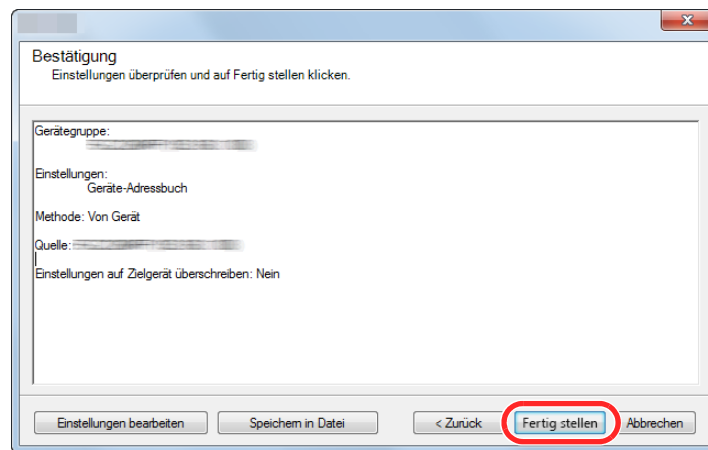 Bestätigung
Einstellungen überprüfen und auf Fertig stellen klicken.
Gerätegruppe:
Einstellungen:
Geräte-Adressbuch
Methode: Von Gerät
Quelle:
Einstellungen auf Zielgerät überschreiben: Nein
Einstellungen bearbeiten Speichern in Datei < Zurück Fertig stellen Abbrechen